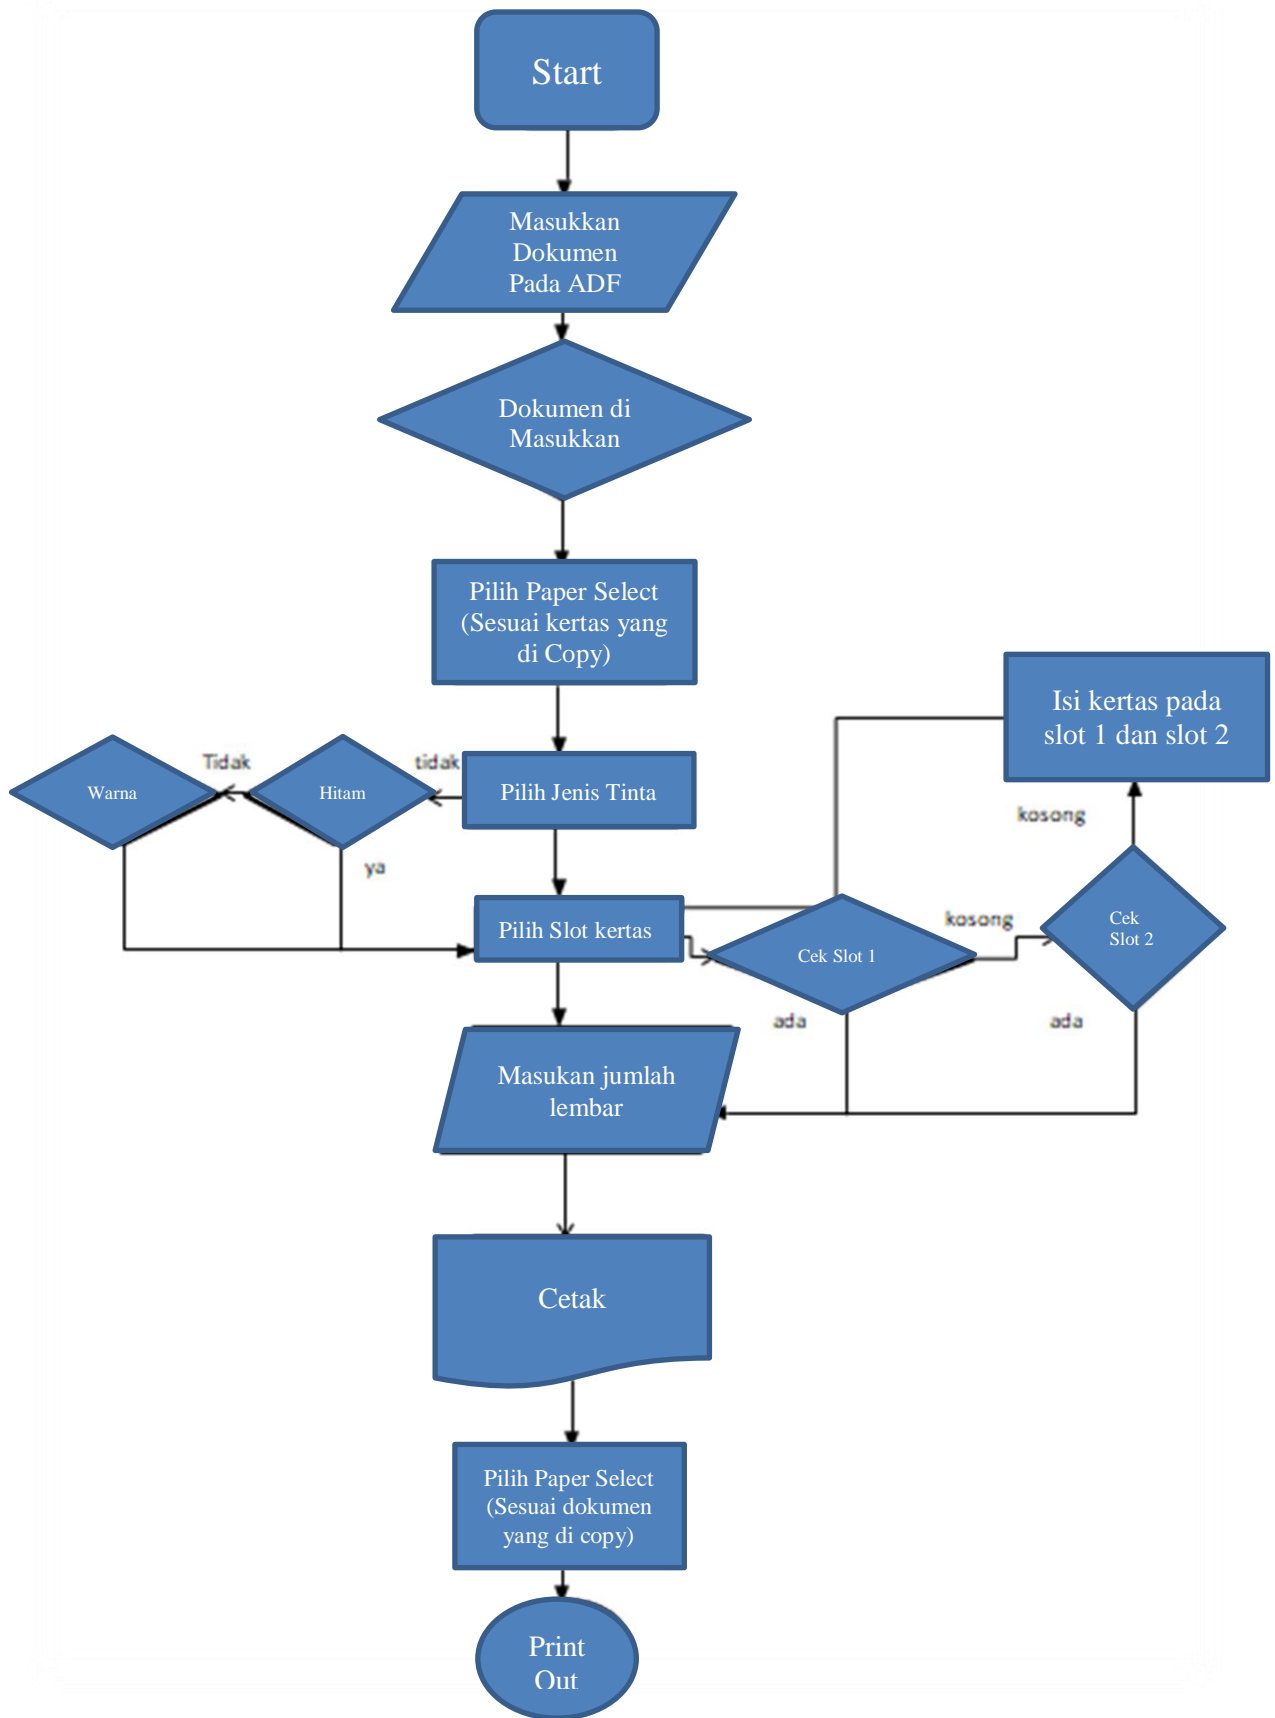 Start
Masukkan
Dokumen
Pada ADF
Dokumen di
Masukkan
Pilih Paper Select
(Sesuai kertas yang
di Copy)
Isi kertas pada
slot 1 dan slot 2
Warna
Tidak
Hitam
tidak
Pilih Jenis Tinta
kosong
ya
Pilih Slot kertas
Cek Slot 1
kosong
Cek
Slot 2
ada
ada
Masukan jumlah
lembar
Cetak
Pilih Paper Select
(Sesuai dokumen
yang di copy)
Print
Out